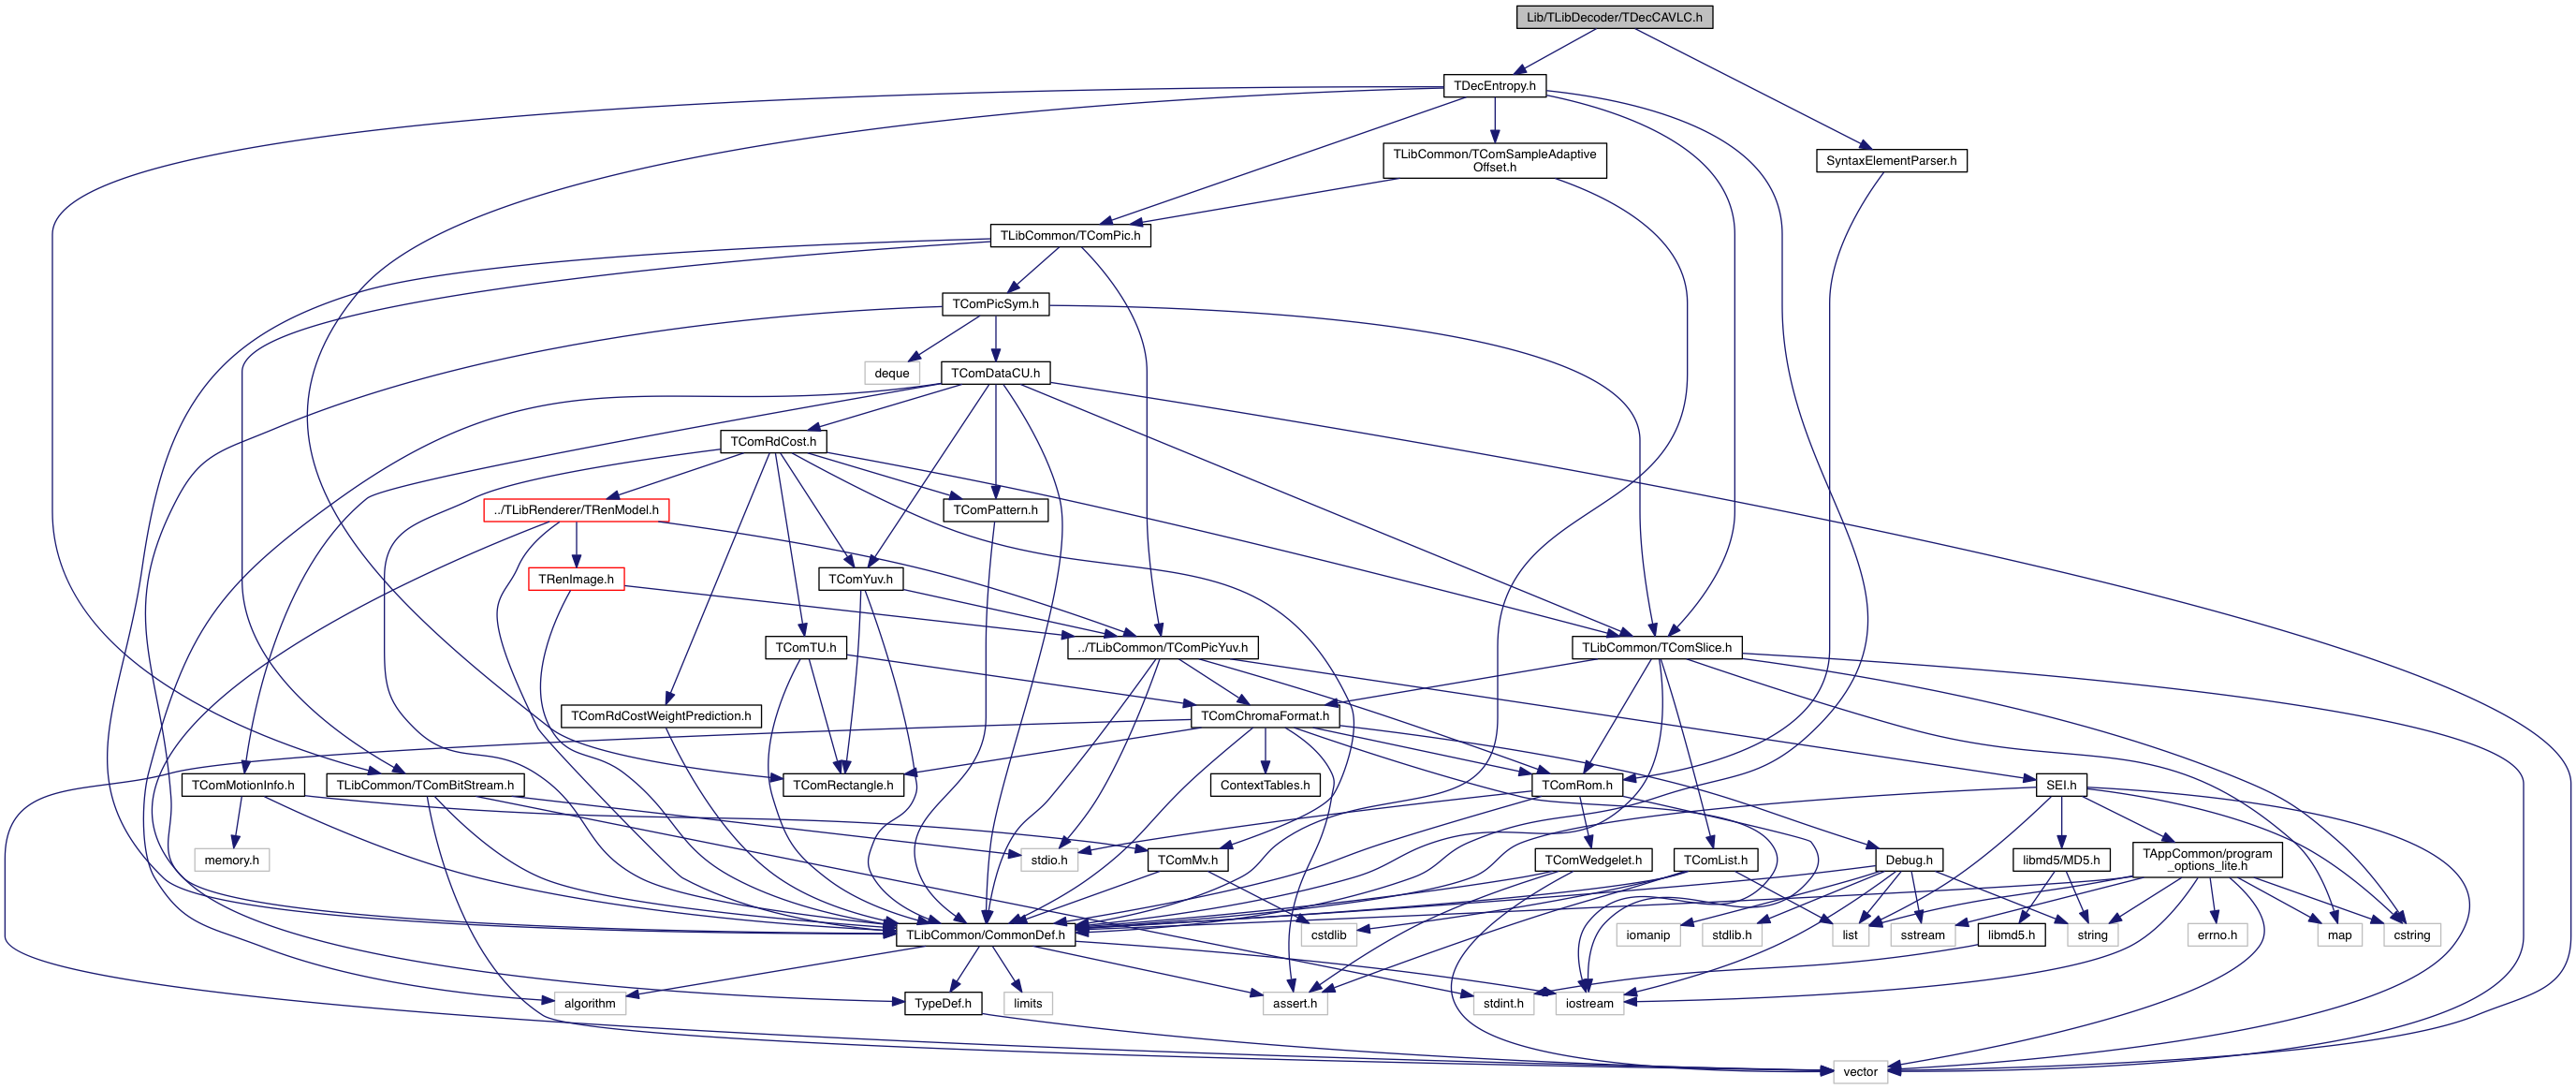 Lib/TLibDecoder/TDecCAVLC.h
TDecEntropy.h
TLibCommon/TComSampleAdaptive
Offset.h
SyntaxElementParser.h
TLibCommon/TComPic.h
TComPicSym.h
deque
TComDataCU.h
TComRdCost.h
../TLibRenderer/TRenModel.h
TComPattern.h
TRenImage.h
TComYuv.h
TComTU.h
../TLibCommon/TComPicYuv.h
TLibCommon/TComSlice.h
TComRdCostWeightPrediction.h
TComChromaFormat.h
TComMotionInfo.h
TLibCommon/TComBitStream.h
TComRectangle.h
ContextTables.h
TComRom.h
SEI.h
memory.h
stdio.h
TComMv.h
TComWedgelet.h
TComList.h
Debug.h
libmd5/MD5.h
TAppCommon/program
_options_lite.h
TLibCommon/CommonDef.h
cstdlib
iomanip
stdlib.h
list
sstream
libmd5.h
string
errno.h
map
cstring
algorithm
TypeDef.h
limits
assert.h
stdint.h
iostream
vector